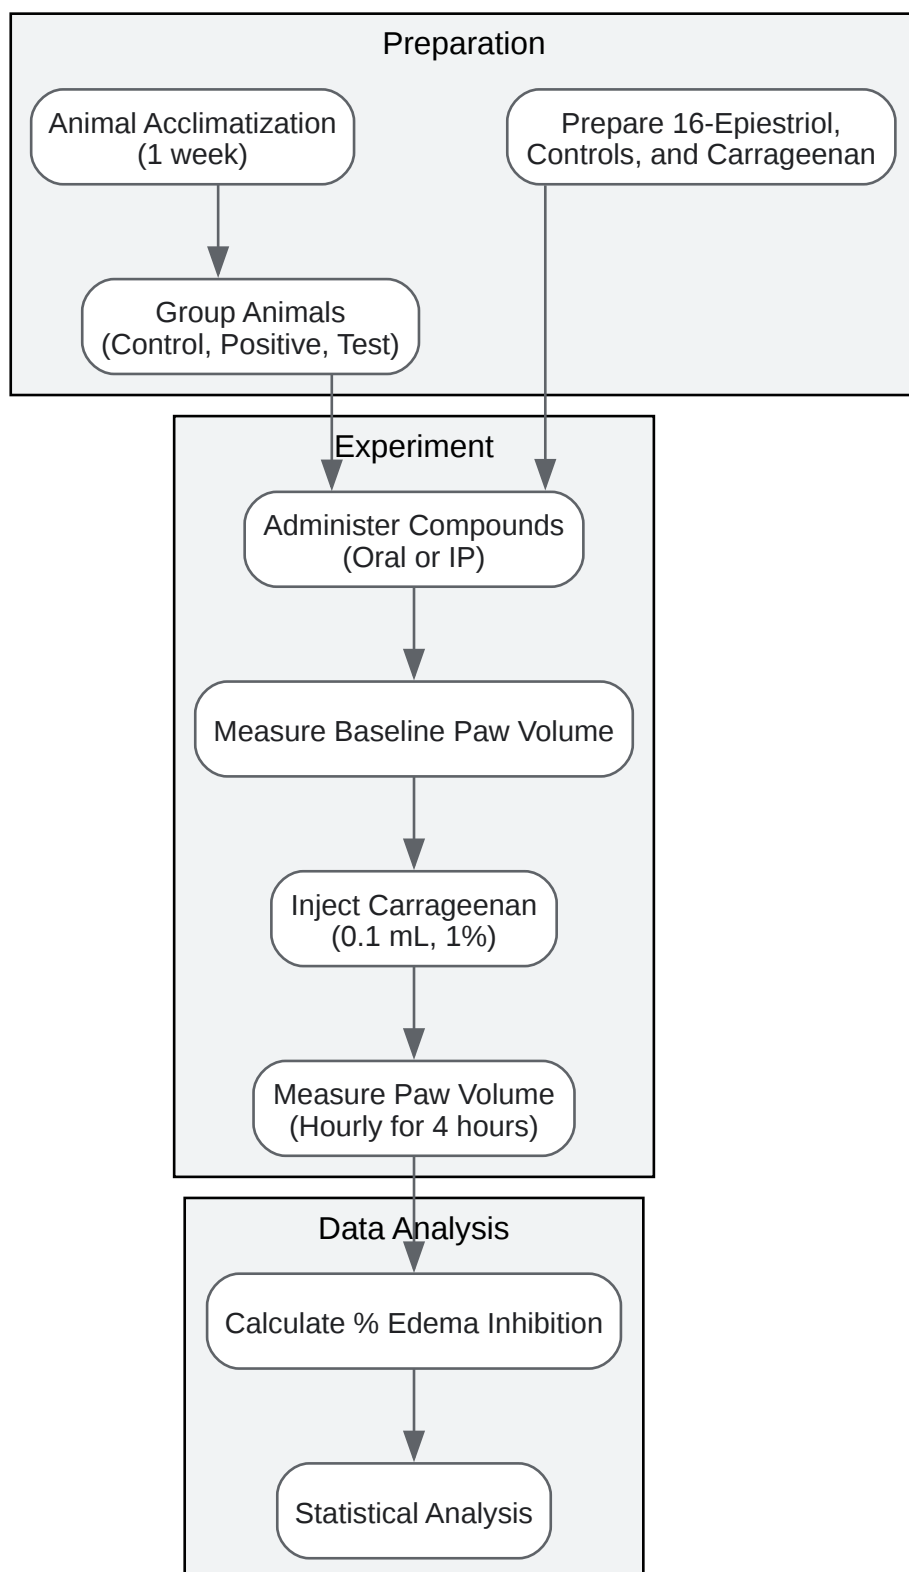 Preparation
Animal Acclimatization
(1 week)
Prepare 16-Epiestriol,
Controls, and Carrageenan
Group Animals
(Control, Positive, Test)
Experiment
Administer Compounds
(Oral or IP)
Measure Baseline Paw Volume
Inject Carrageenan
(0.1 mL, 1%)
Measure Paw Volume
(Hourly for 4 hours)
Data Analysis
Calculate % Edema Inhibition
Statistical Analysis